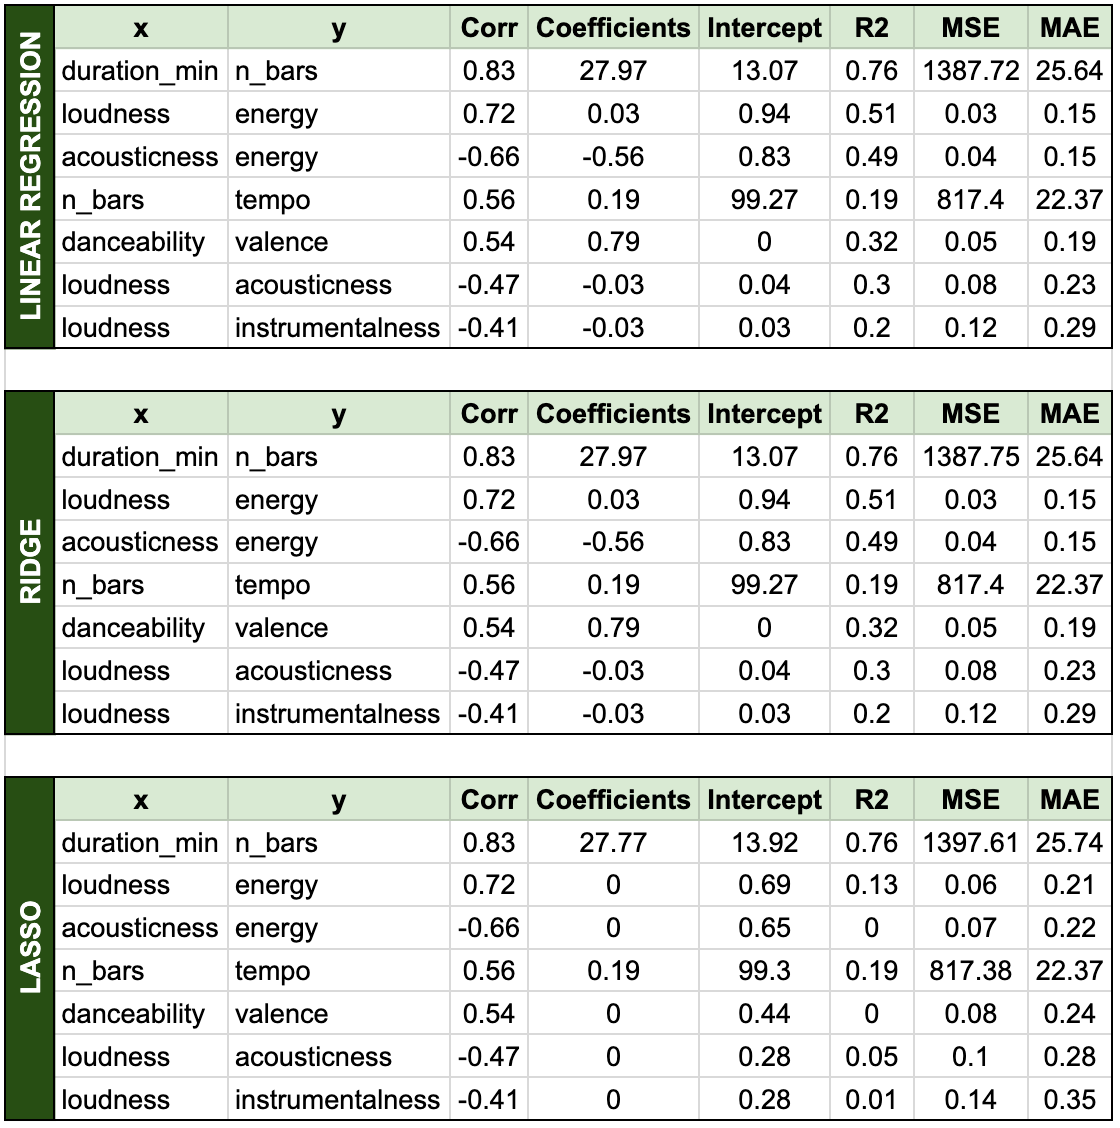 LINEAR REGRESSION
x y Corr Coefficients Intercept R2 MSE MAE
duration_min n_bars 0.83 27.97 13.07 0.76 1387.72 25.64
loudness energy 0.72 0.03 0.94 0.51 0.03 0.15
acousticness energy -0.66 -0.56 0.83 0.49 0.04 0.15
n_bars tempo 0.56 0.19 99.27 0.19 817.4 22.37
danceability valence 0.54 0.79 0 0.32 0.05 0.19
loudness acousticness -0.47 -0.03 0.04 0.3 0.08 0.23
loudness instrumentalness -0.41 -0.03 0.03 0.2 0.12 0.29
RIDGE
x y Corr Coefficients Intercept R2 MSE MAE
duration_min n_bars 0.83 27.97 13.07 0.76 1387.75 25.64
loudness energy 0.72 0.03 0.94 0.51 0.03 0.15
acousticness energy -0.66 -0.56 0.83 0.49 0.04 0.15
n_bars tempo 0.56 0.19 99.27 0.19 817.4 22.37
danceability valence 0.54 0.79 0 0.32 0.05 0.19
loudness acousticness -0.47 -0.03 0.04 0.3 0.08 0.23
loudness instrumentalness -0.41 -0.03 0.03 0.2 0.12 0.29
LASSO
x y Corr Coefficients Intercept R2 MSE MAE
duration_min n_bars 0.83 27.77 13.92 0.76 1397.61 25.74
loudness energy 0.72 0 0.69 0.13 0.06 0.21
acousticness energy -0.66 0 0.65 0 0.07 0.22
n_bars tempo 0.56 0.19 99.3 0.19 817.38 22.37
danceability valence 0.54 0 0.44 0 0.08 0.24
loudness acousticness -0.47 0 0.28 0.05 0.1 0.28
loudness instrumentalness -0.41 0 0.28 0.01 0.14 0.35